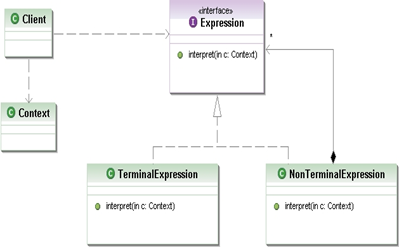 C Client
«interface»
I Expression
interpret(in c: Context)
*
C Context
C TerminalExpression
interpret(in c: Context)
C NonTerminalExpression
interpret(in c: Context)